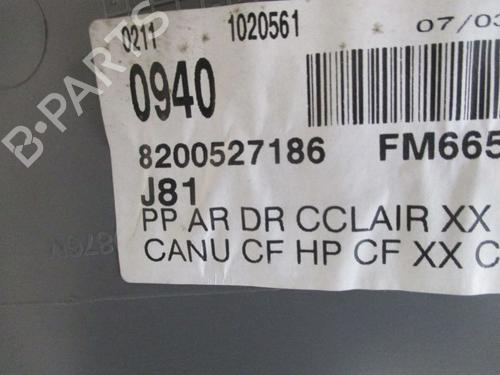 0211 1020561 07/03
0940
8200527186 FM665
J81
PP AR DR CCLAIR XX
CANU CF HP CF XX C
B-PARTS